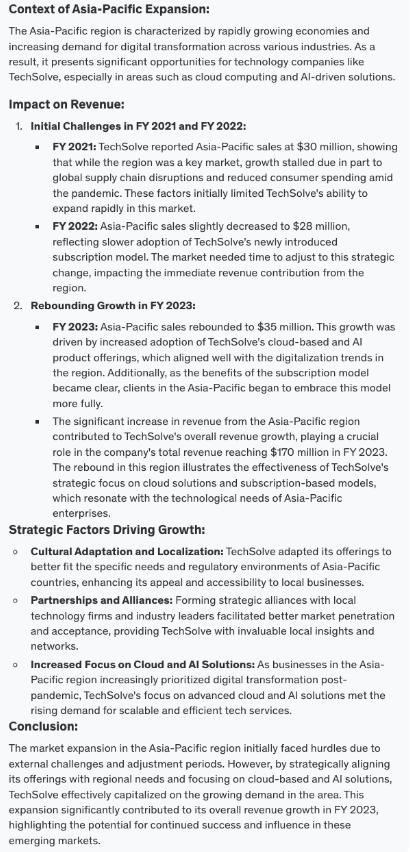 Context of Asia-Pacific Expansion:
The Asia-Pacific region is characterized by rapidly growing economies and
increasing demand for digital transformation across various industries. As a
result, it presents significant opportunities for technology companies like
TechSolve, especially in areas such as cloud computing and AI-driven solutions.
Impact on Revenue:
1. Initial Challenges in FY 2021 and FY 2022:
▪ FY 2021: TechSolve reported Asia-Pacific sales at $30 million, showing
that while the region was a key market, growth stalled due in part to
global supply chain disruptions and reduced consumer spending amid
the pandemic. These factors initially limited TechSolve's ability to
expand rapidly in this market.
▪ FY 2022: Asia-Pacific sales slightly decreased to $28 million,
reflecting slower adoption of TechSolve's newly introduced
subscription model. The market needed time to adjust to this strategic
change, impacting the immediate revenue contribution from the
region.
2. Rebounding Growth in FY 2023:
▪ FY 2023: Asia-Pacific sales rebounded to $35 million. This growth was
driven by increased adoption of TechSolve's cloud-based and AI
product offerings, which aligned well with the digitalization trends in
the region. Additionally, as the benefits of the subscription model
became clear, clients in the Asia-Pacific began to embrace this model
more fully.
▪ The significant increase in revenue from the Asia-Pacific region
contributed to TechSolve's overall revenue growth, playing a crucial
role in the company's total revenue reaching $170 million in FY 2023.
The rebound in this region illustrates the effectiveness of TechSolve's
strategic focus on cloud solutions and subscription-based models,
which resonate with the technological needs of Asia-Pacific
enterprises.
Strategic Factors Driving Growth:
○ Cultural Adaptation and Localization: TechSolve adapted its offerings to
better fit the specific needs and regulatory environments of Asia-Pacific
countries, enhancing its appeal and accessibility to local businesses.
○ Partnerships and Alliances: Forming strategic alliances with local
technology firms and industry leaders facilitated better market penetration
and acceptance, providing TechSolve with invaluable local insights and
networks.
○ Increased Focus on Cloud and AI Solutions: As businesses in the Asia-
Pacific region increasingly prioritized digital transformation post-
pandemic, TechSolve's focus on advanced cloud and AI solutions met the
rising demand for scalable and efficient tech services.
Conclusion:
The market expansion in the Asia-Pacific region initially faced hurdles due to
external challenges and adjustment periods. However, by strategically aligning
its offerings with regional needs and focusing on cloud-based and AI solutions,
TechSolve effectively capitalized on the growing demand in the area. This
expansion significantly contributed to its overall revenue growth in FY 2023,
highlighting the potential for continued success and influence in these
emerging markets.